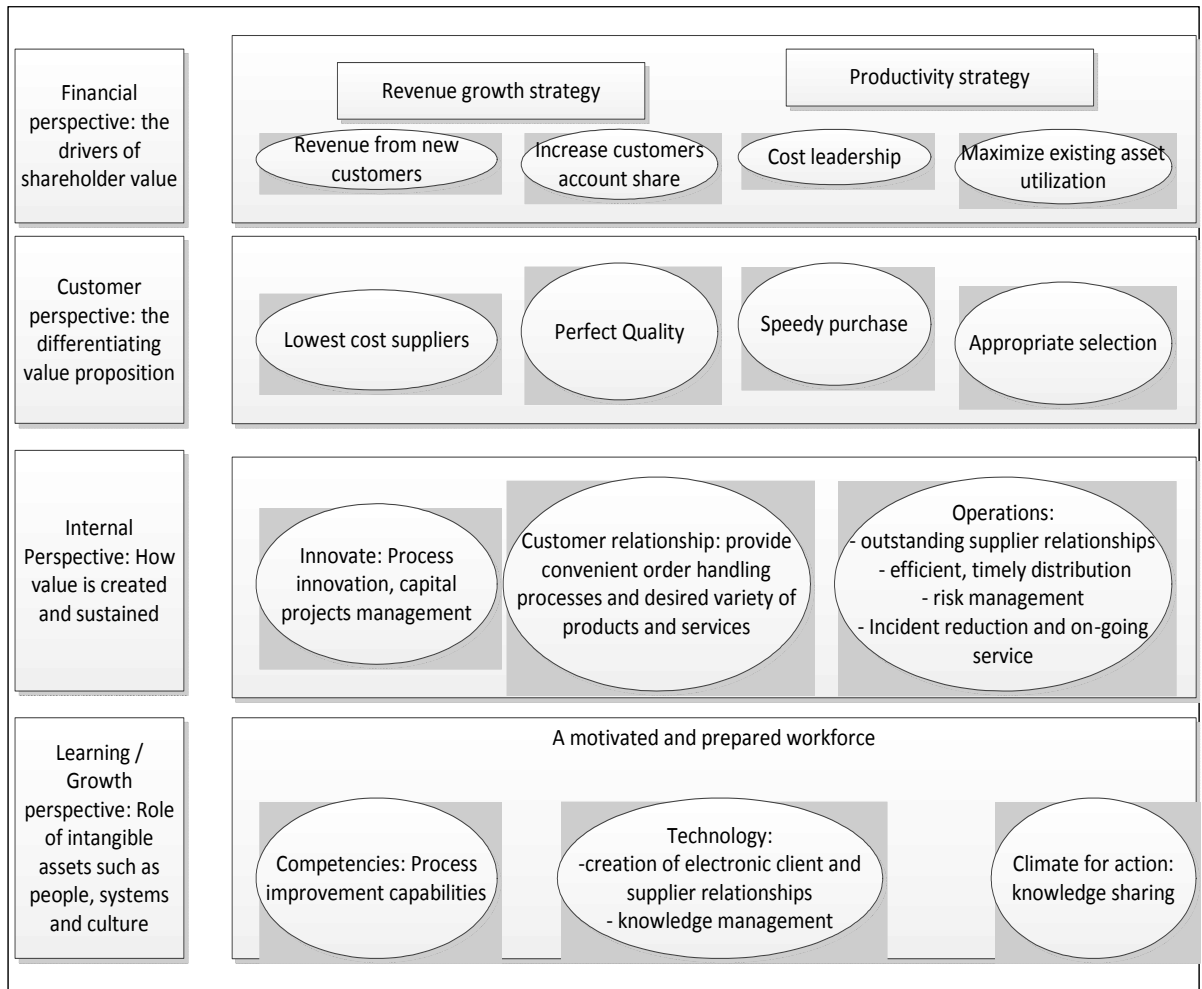 Financial
perspective: the
drivers of
shareholder value
Revenue growth strategy
Productivity strategy
Revenue from new
customers
Increase customers
account share
Cost leadership
Maximize existing asset
utilization
Customer
perspective: the
differentiating
value proposition
Lowest cost suppliers
Perfect Quality
Speedy purchase
Appropriate selection
Internal
Perspective: How
value is created
and sustained
Innovate: Process
innovation, capital
projects management
Customer relationship: provide
convenient order handling
processes and desired variety of
products and services
Operations:
- outstanding supplier relationships
- efficient, timely distribution
- risk management
- Incident reduction and on-going
service
Learning /
Growth
perspective: Role
of intangible
assets such as
people, systems
and culture
A motivated and prepared workforce
Competencies: Process
improvement capabilities
Technology:
-creation of electronic client and
supplier relationships
- knowledge management
Climate for action:
knowledge sharing